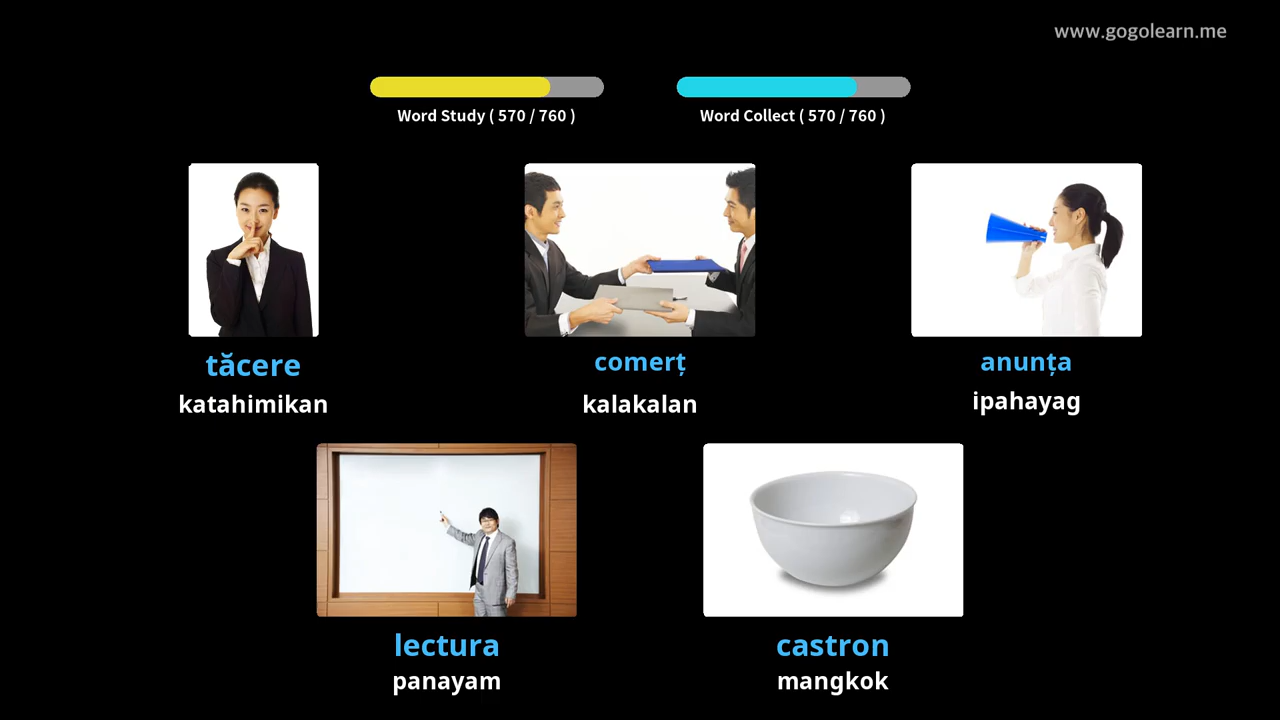 www.gogolearn.me
Word Study ( 570 / 760 )
Word Collect ( 570 / 760 )
tăcere
comerț
anunța
katahimikan
kalakalan
ipahayag
lectura
castron
panayam
mangkok